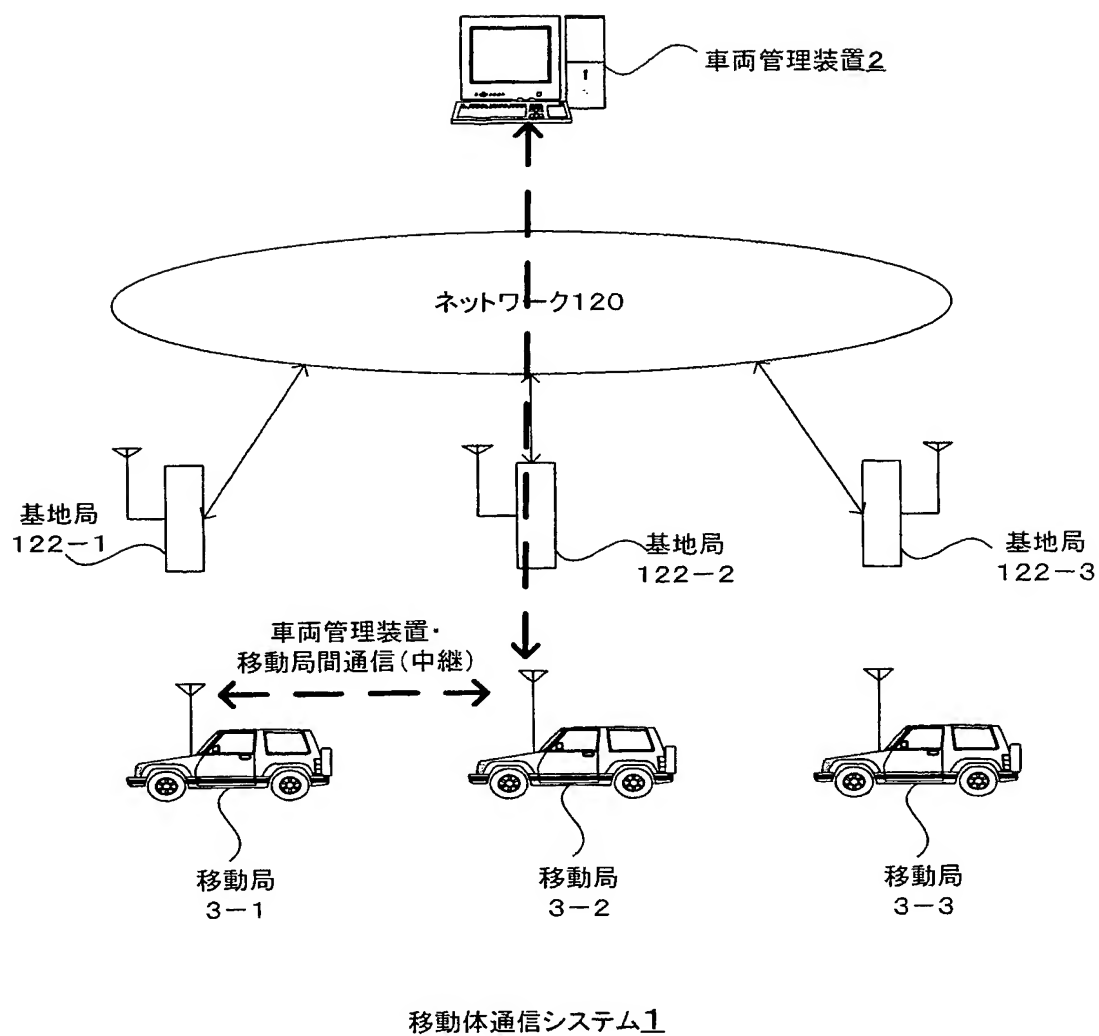 車両管理装置2
ネットワーク120
基地局
122-1
基地局
122-2
基地局
122-3
車両管理装置・
移動局間通信(中継)
移動局
3-1
移動局
3-2
移動局
3-3
移動体通信システム1